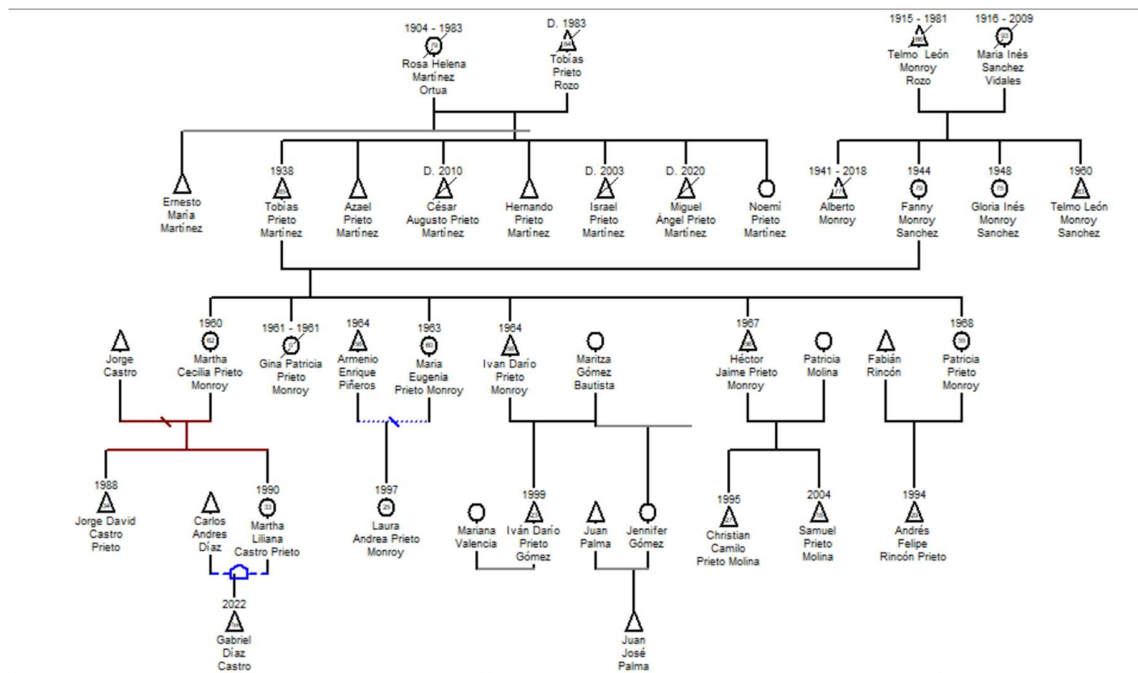 1904 - 1983
Rosa Helena
Martínez
Ortua
D. 1983
Tobías
Prieto
Rozo
1915 - 1981
Telmo León
Monroy
Rozo
1916 - 2009
Maria Inés
Sanchez
Vidales
Ernesto
María
Martínez
1938
Tobías
Prieto
Martínez
Azael
Prieto
Martínez
D. 2010
César
Augusto Prieto
Martínez
Hernando
Prieto
Martínez
D. 2003
Israel
Prieto
Martínez
D. 2020
Miguel
Ángel Prieto
Martínez
Noemí
Prieto
Martínez
1941 - 2018
Alberto
Monroy
1944
Fanny
Monroy
Sanchez
1948
Gloria Inés
Monroy
Sanchez
1960
Telmo León
Monroy
Sanchez
Jorge
Castro
1960
Martha
Cecilia Prieto
Monroy
1961 - 1961
Gina Patricia
Prieto
Monroy
1964
Armenio
Enrique
Piñeros
1963
Maria
Eugenia
Prieto Monroy
1964
Ivan Darío
Prieto
Monroy
Maritza
Gómez
Bautista
1967
Héctor
Jaime Prieto
Monroy
Patricia
Molina
Fabián
Rincón
1968
Patricia
Prieto
Monroy
1988
Jorge David
Castro
Prieto
Carlos
Andres
Díaz
1990
Martha
Liliana
Castro Prieto
1997
Laura
Andrea Prieto
Monroy
Mariana
Valencia
1999
Iván Darío
Prieto
Gómez
Juan
Palma
Jennifer
Gómez
1995
Christian
Camilo
Prieto Molina
2004
Samuel
Prieto
Molina
1994
Andrés
Felipe
Rincón Prieto
2022
Gabriel
Díaz
Castro
Juan
José
Palma